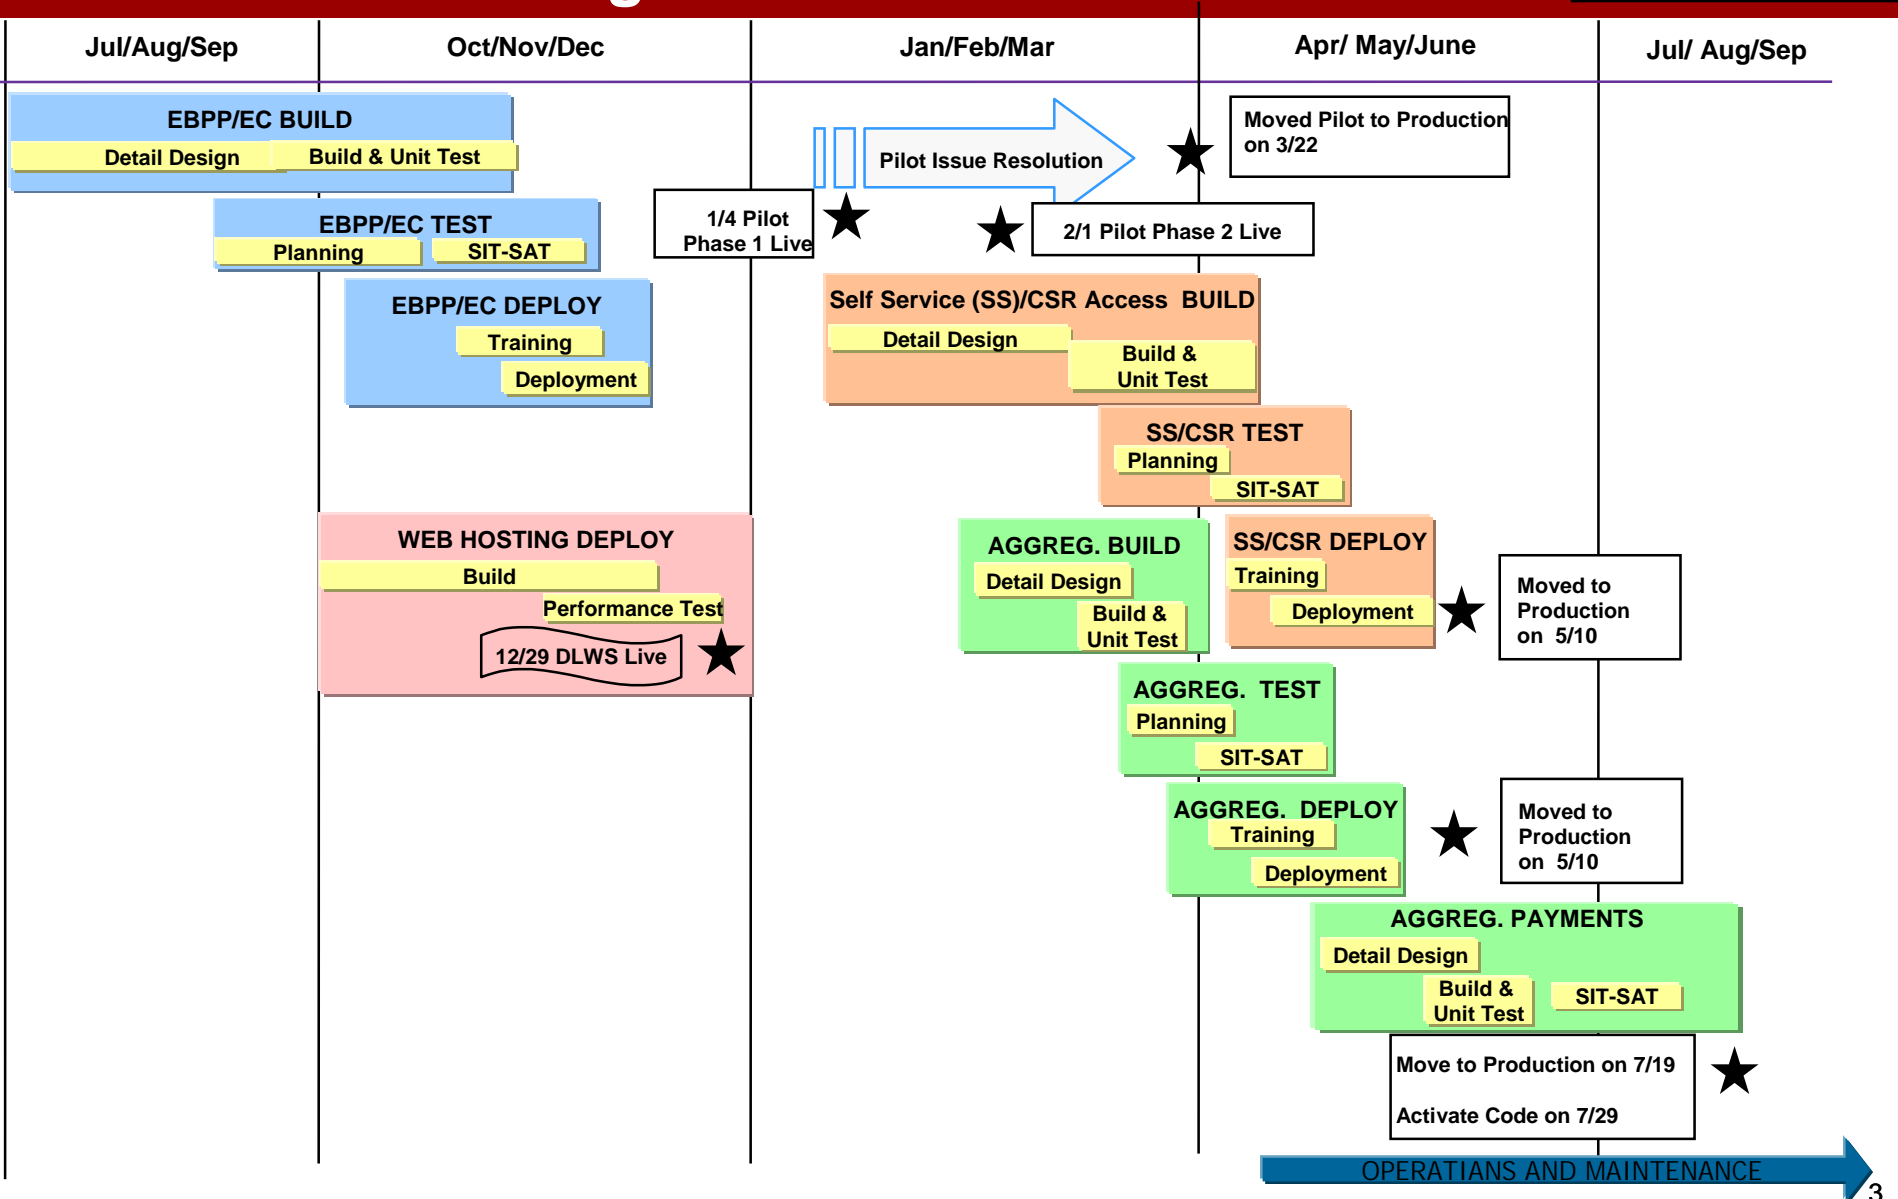 Jul/Aug/Sep
Oct/Nov/Dec
Jan/Feb/Mar
Apr/ May/June
Jul/ Aug/Sep
EBPP/EC BUILD
Detail Design
Build & Unit Test
Pilot Issue Resolution
Moved Pilot to Production
on 3/22
EBPP/EC TEST
Planning
SIT-SAT
1/4 Pilot
Phase 1 Live
2/1 Pilot Phase 2 Live
EBPP/EC DEPLOY
Training
Deployment
Self Service (SS)/CSR Access BUILD
Detail Design
Build &
Unit Test
SS/CSR TEST
Planning
SIT-SAT
WEB HOSTING DEPLOY
Build
Performance Test
12/29 DLWS Live
AGGREG. BUILD
Detail Design
Build &
Unit Test
SS/CSR DEPLOY
Training
Deployment
Moved to
Production
on 5/10
AGGREG. TEST
Planning
SIT-SAT
AGGREG. DEPLOY
Training
Deployment
Moved to
Production
on 5/10
AGGREG. PAYMENTS
Detail Design
Build &
Unit Test
SIT-SAT
Move to Production on 7/19
Activate Code on 7/29
OPERATIANS AND MAINTENANCE
3